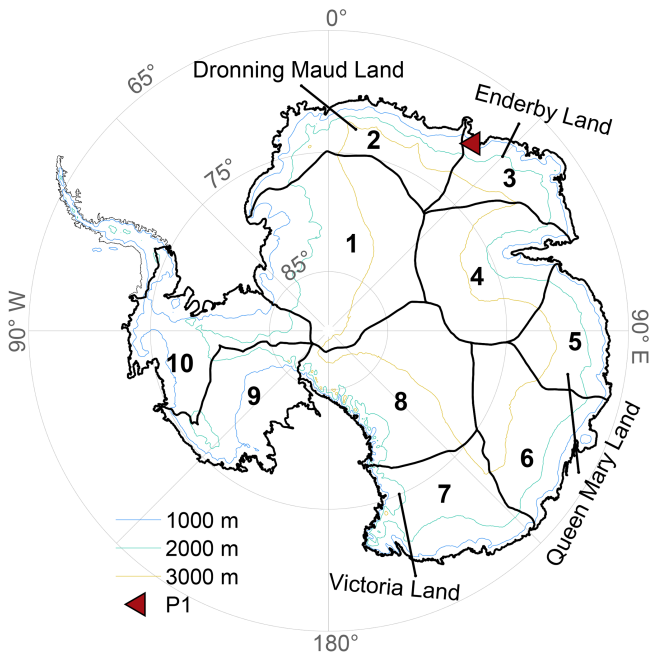 0°
65°
Dronning Maud Land
Enderby Land
2
75°
3
1
85°
4
90° W
90° E
5
10
9
8
6
7
Queen Mary Land
1000 m
2000 m
3000 m
P1
Victoria Land
180°